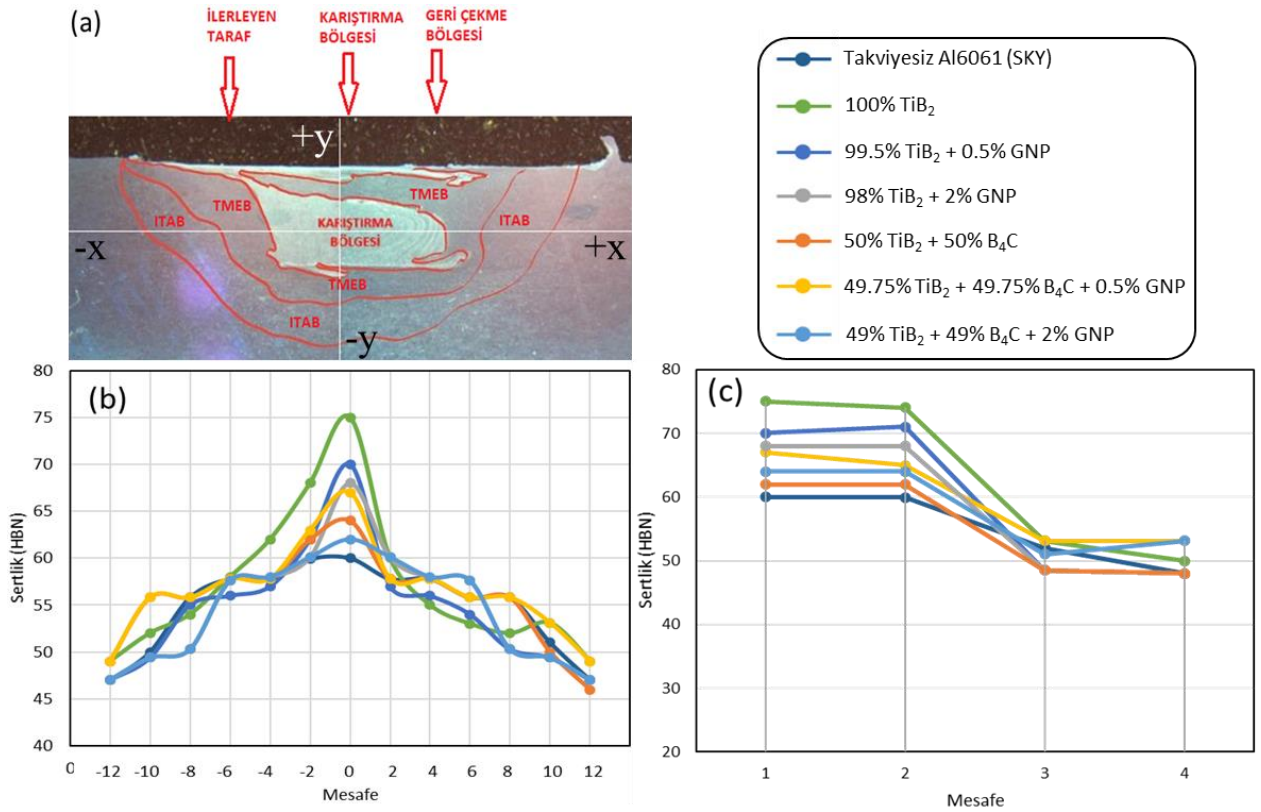 (a)
İLERLEYEN
TARAF
KARIŞTIRMA
BÖLGESİ
GERİ ÇEKME
BÖLGESİ
+y
TMEB
TMEB
ITAB
KARIŞTIRMA
BÖLGESİ
ITAB
-x
+x
TMEB
ITAB
-y
Takviyesiz Al6061 (SKY)
100% TiB₂
99.5% TiB₂ + 0.5% GNP
98% TiB₂ + 2% GNP
50% TiB₂ + 50% B₄C
49.75% TiB₂ + 49.75% B₄C + 0.5% GNP
49% TiB₂ + 49% B₄C + 2% GNP
(b)
Sertlik (HBN)
80
75
70
65
60
55
50
45
40
0 -12 -10 -8 -6 -4 -2 0 2 4 6 8 10 12
Mesafe
(c)
Sertlik (HBN)
80
70
60
50
40
30
20
1 2 3 4
Mesafe